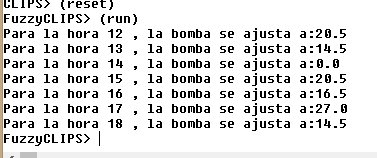 CLIPS> (reset)
FuzzyCLIPS> (run)
Para la hora 12 , la bomba se ajusta a:20.5
Para la hora 13 , la bomba se ajusta a:14.5
Para la hora 14 , la bomba se ajusta a:0.0
Para la hora 15 , la bomba se ajusta a:20.5
Para la hora 16 , la bomba se ajusta a:16.5
Para la hora 17 , la bomba se ajusta a:27.0
Para la hora 18 , la bomba se ajusta a:14.5
FuzzyCLIPS>